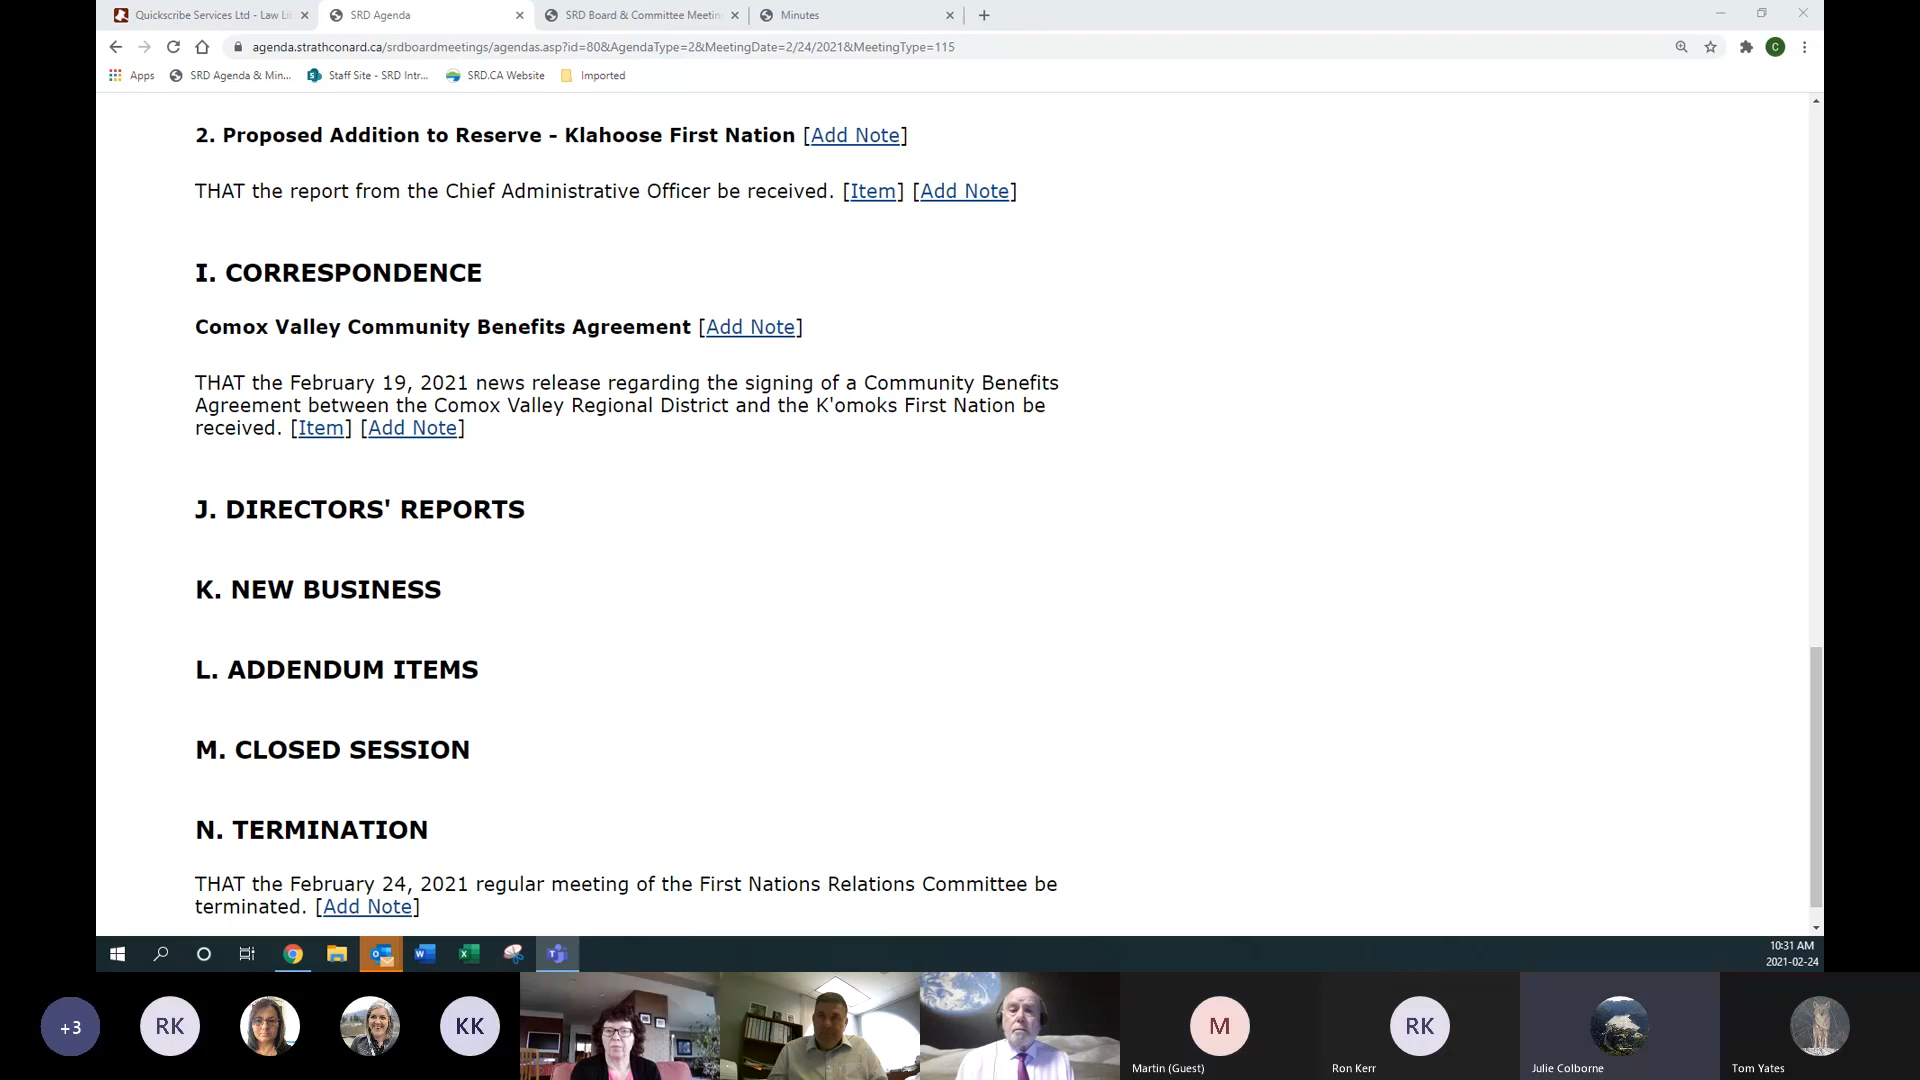 Quickscribe Services Ltd - Law Li
SRD Agenda
SRD Board & Committee Meetin
Minutes
agenda.strathconard.ca/srdboardmeetings/agendas.asp?id=80&AgendaType=2&MeetingDate=2/24/2021&MeetingType=115
C
Apps
SRD Agenda & Min...
Staff Site - SRD Intr...
SRD.CA Website
Imported
2. Proposed Addition to Reserve - Klahoose First Nation [Add Note]
THAT the report from the Chief Administrative Officer be received. [Item] [Add Note]
I. CORRESPONDENCE
Comox Valley Community Benefits Agreement [Add Note]
THAT the February 19, 2021 news release regarding the signing of a Community Benefits
Agreement between the Comox Valley Regional District and the K'omoks First Nation be
received. [Item] [Add Note]
J. DIRECTORS' REPORTS
K. NEW BUSINESS
L. ADDENDUM ITEMS
M. CLOSED SESSION
N. TERMINATION
THAT the February 24, 2021 regular meeting of the First Nations Relations Committee be
terminated. [Add Note]
10:31 AM
2021-02-24
+3
RK
KK
M
Martin (Guest)
RK
Ron Kerr
Julie Colborne
Tom Yates